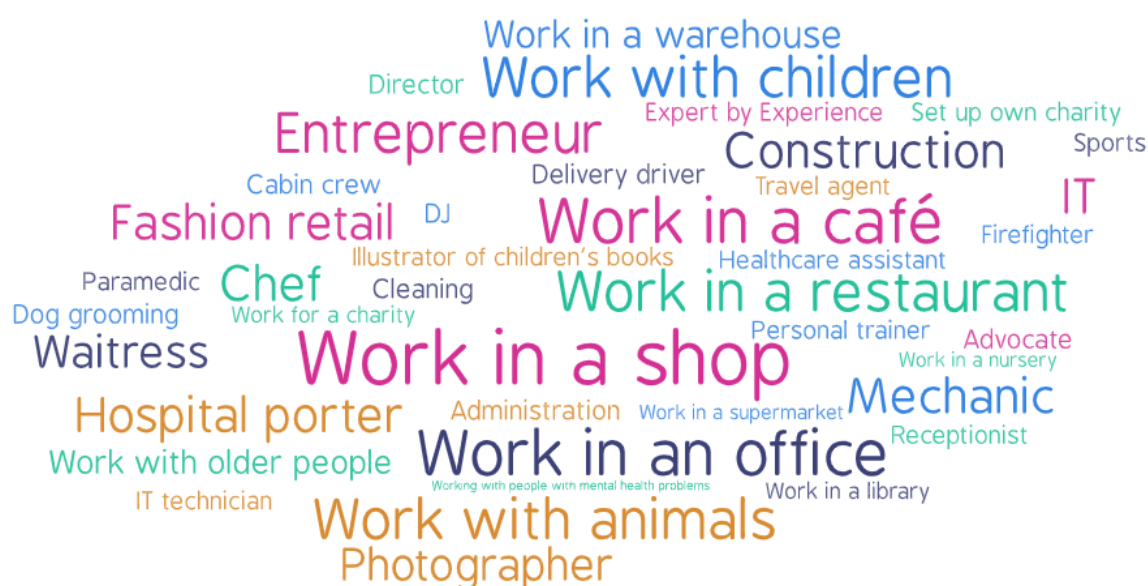 Work in a warehouse
Director
Work with children
Entrepreneur
Expert by Experience
Set up own charity
Construction
Sports
Cabin crew
Delivery driver
Travel agent
IT
Fashion retail
DJ
Work in a café
Firefighter
Illustrator of children’s books
Healthcare assistant
Paramedic
Chef
Cleaning
Work in a restaurant
Dog grooming
Work for a charity
Personal trainer
Advocate
Waitress
Work in a shop
Work in a nursery
Hospital porter
Administration
Work in a supermarket
Mechanic
Work with older people
Work in an office
Receptionist
Working with people with mental health problems
Work in a library
IT technician
Work with animals
Photographer